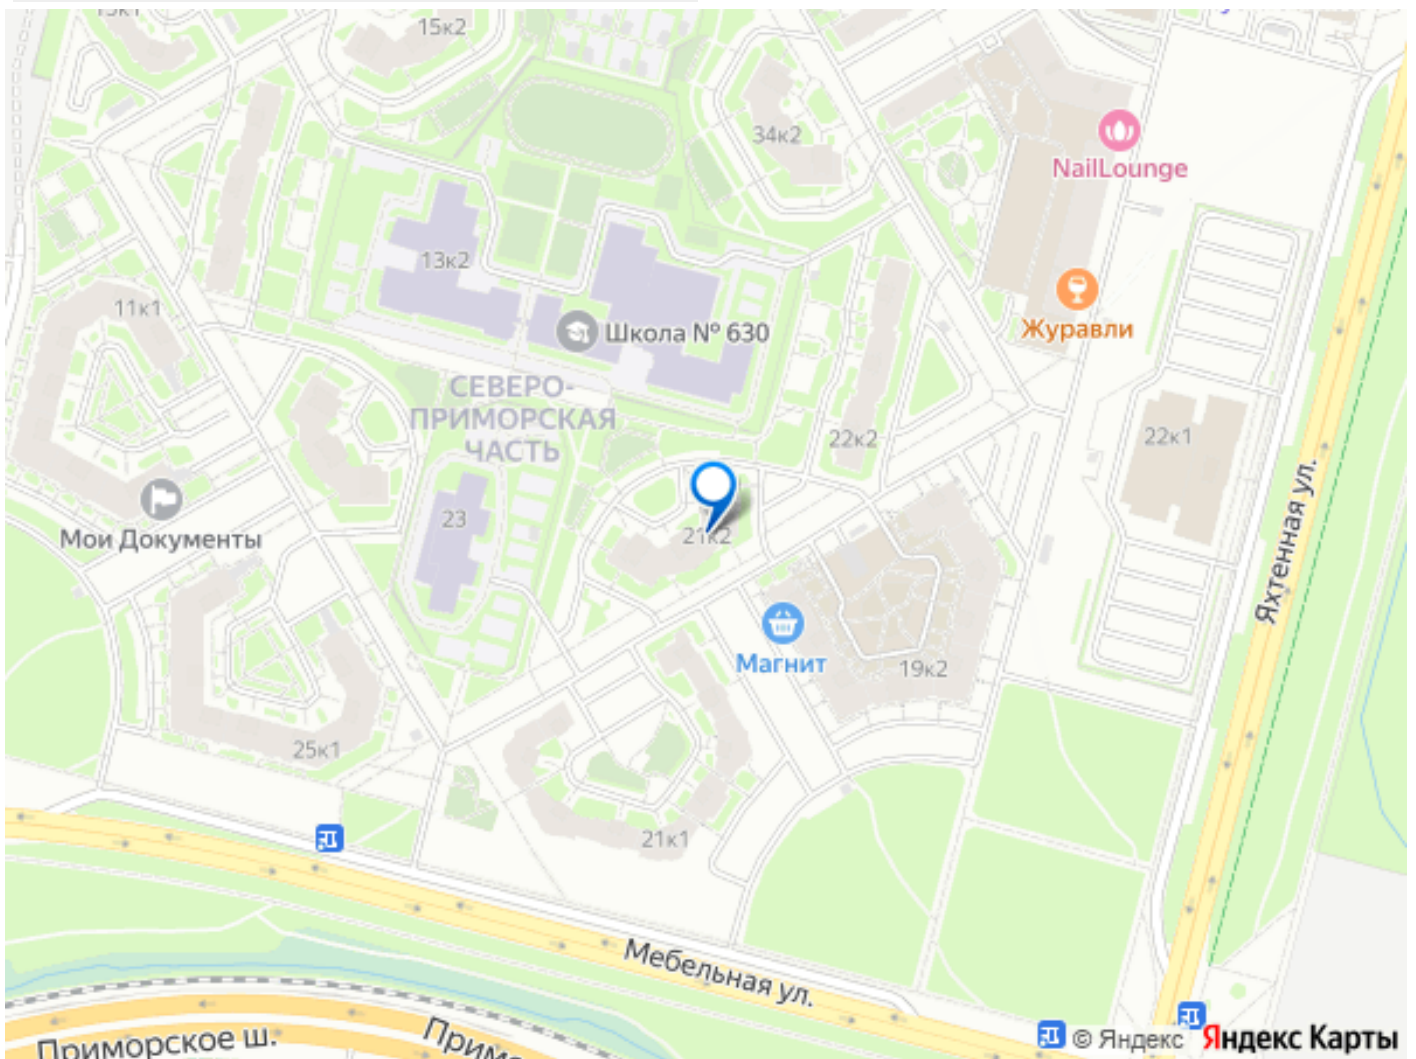 15к1
15к2
34к2
NailLounge
13к2
11к1
Школа № 630
Журавли
СЕВЕРО-
ПРИМОРСКАЯ
ЧАСТЬ
22к2
22к1
Мои Документы
23
21к2
Яхтенная ул.
Магнит
19к2
25к1
21к1
Мебельная ул.
Приморское ш.
© Яндекс Яндекс Карты